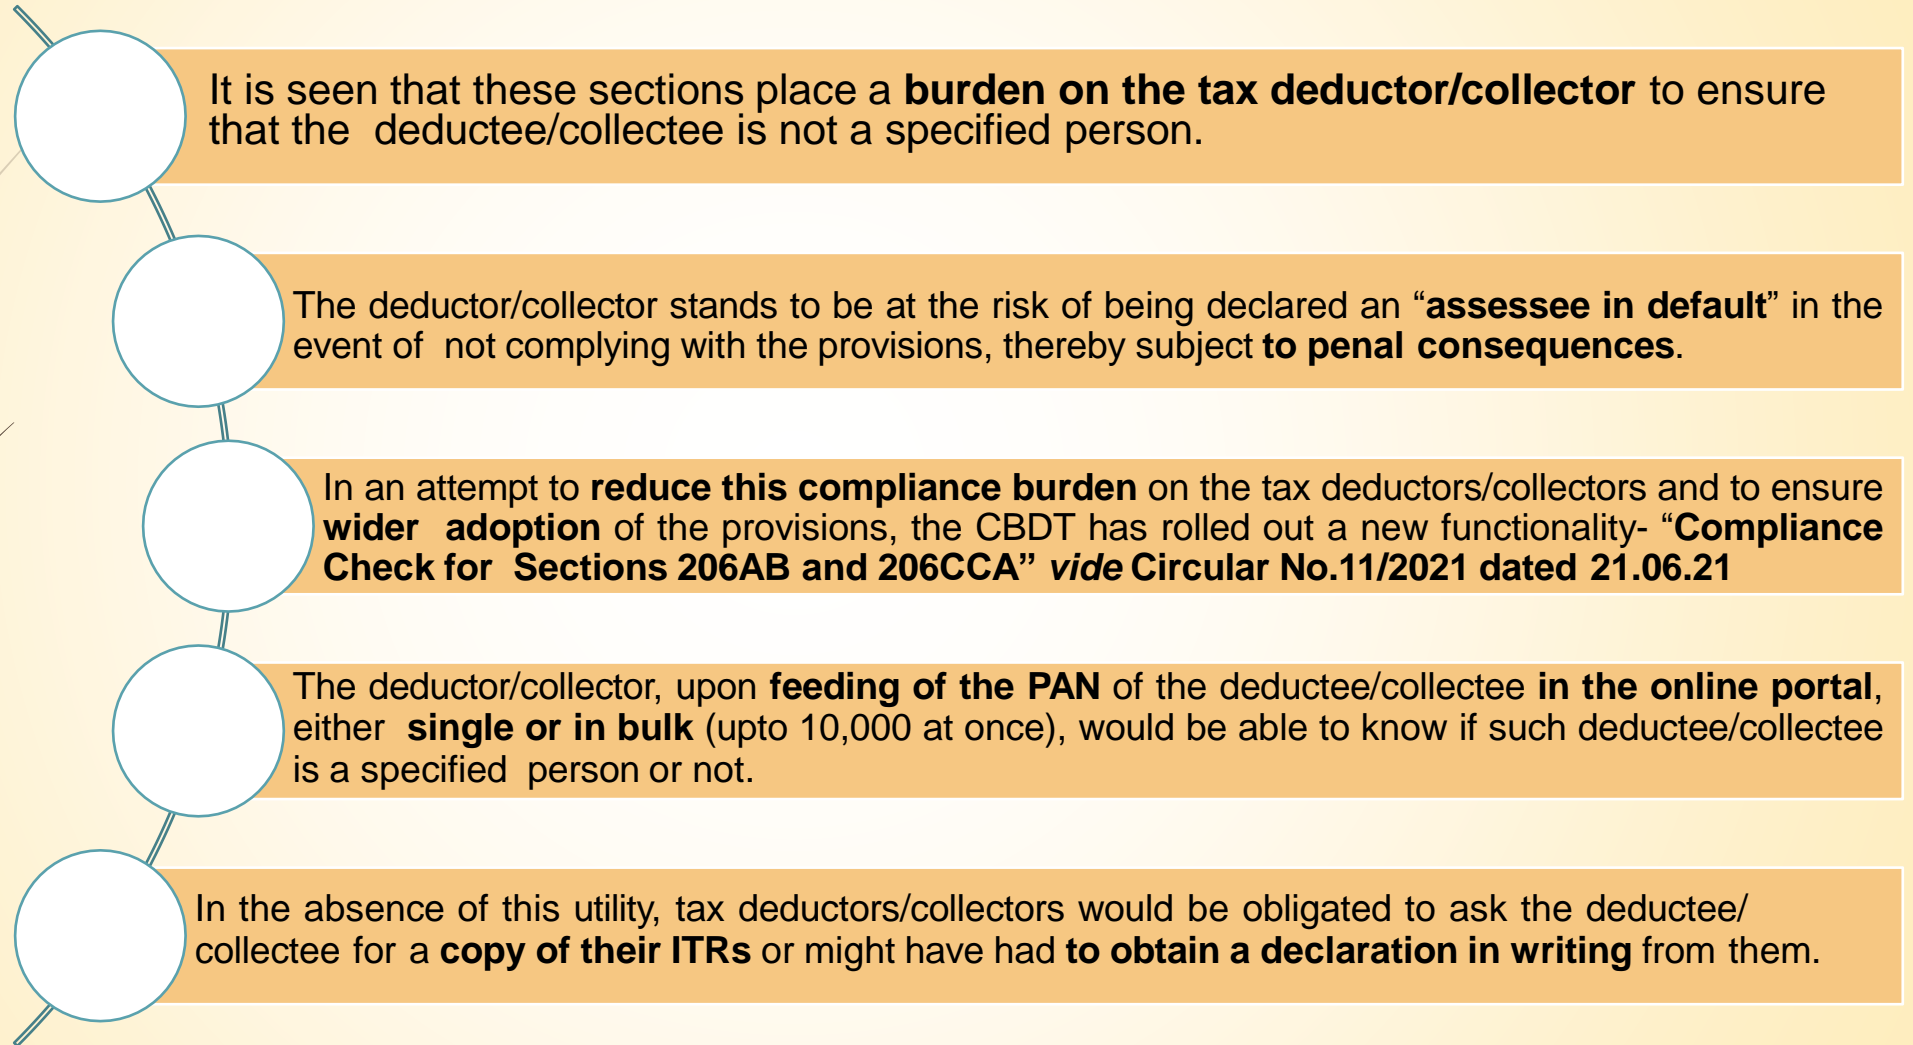 It is seen that these sections place a burden on the tax deductor/collector to ensure
that the deductee/collectee is not a specified person.
The deductor/collector stands to be at the risk of being declared an “assessee in default” in the
event of not complying with the provisions, thereby subject to penal consequences.
In an attempt to reduce this compliance burden on the tax deductors/collectors and to ensure
wider adoption of the provisions, the CBDT has rolled out a new functionality- “Compliance
Check for Sections 206AB and 206CCA” vide Circular No.11/2021 dated 21.06.21
The deductor/collector, upon feeding of the PAN of the deductee/collectee in the online portal,
either single or in bulk (upto 10,000 at once), would be able to know if such deductee/collectee
is a specified person or not.
In the absence of this utility, tax deductors/collectors would be obligated to ask the deductee/
collectee for a copy of their ITRs or might have had to obtain a declaration in writing from them.